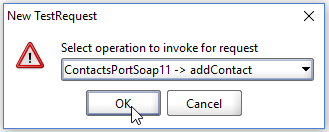 New TestRequest
Select operation to invoke for request
ContactsPortSoap11 -> addContact
OK
Cancel